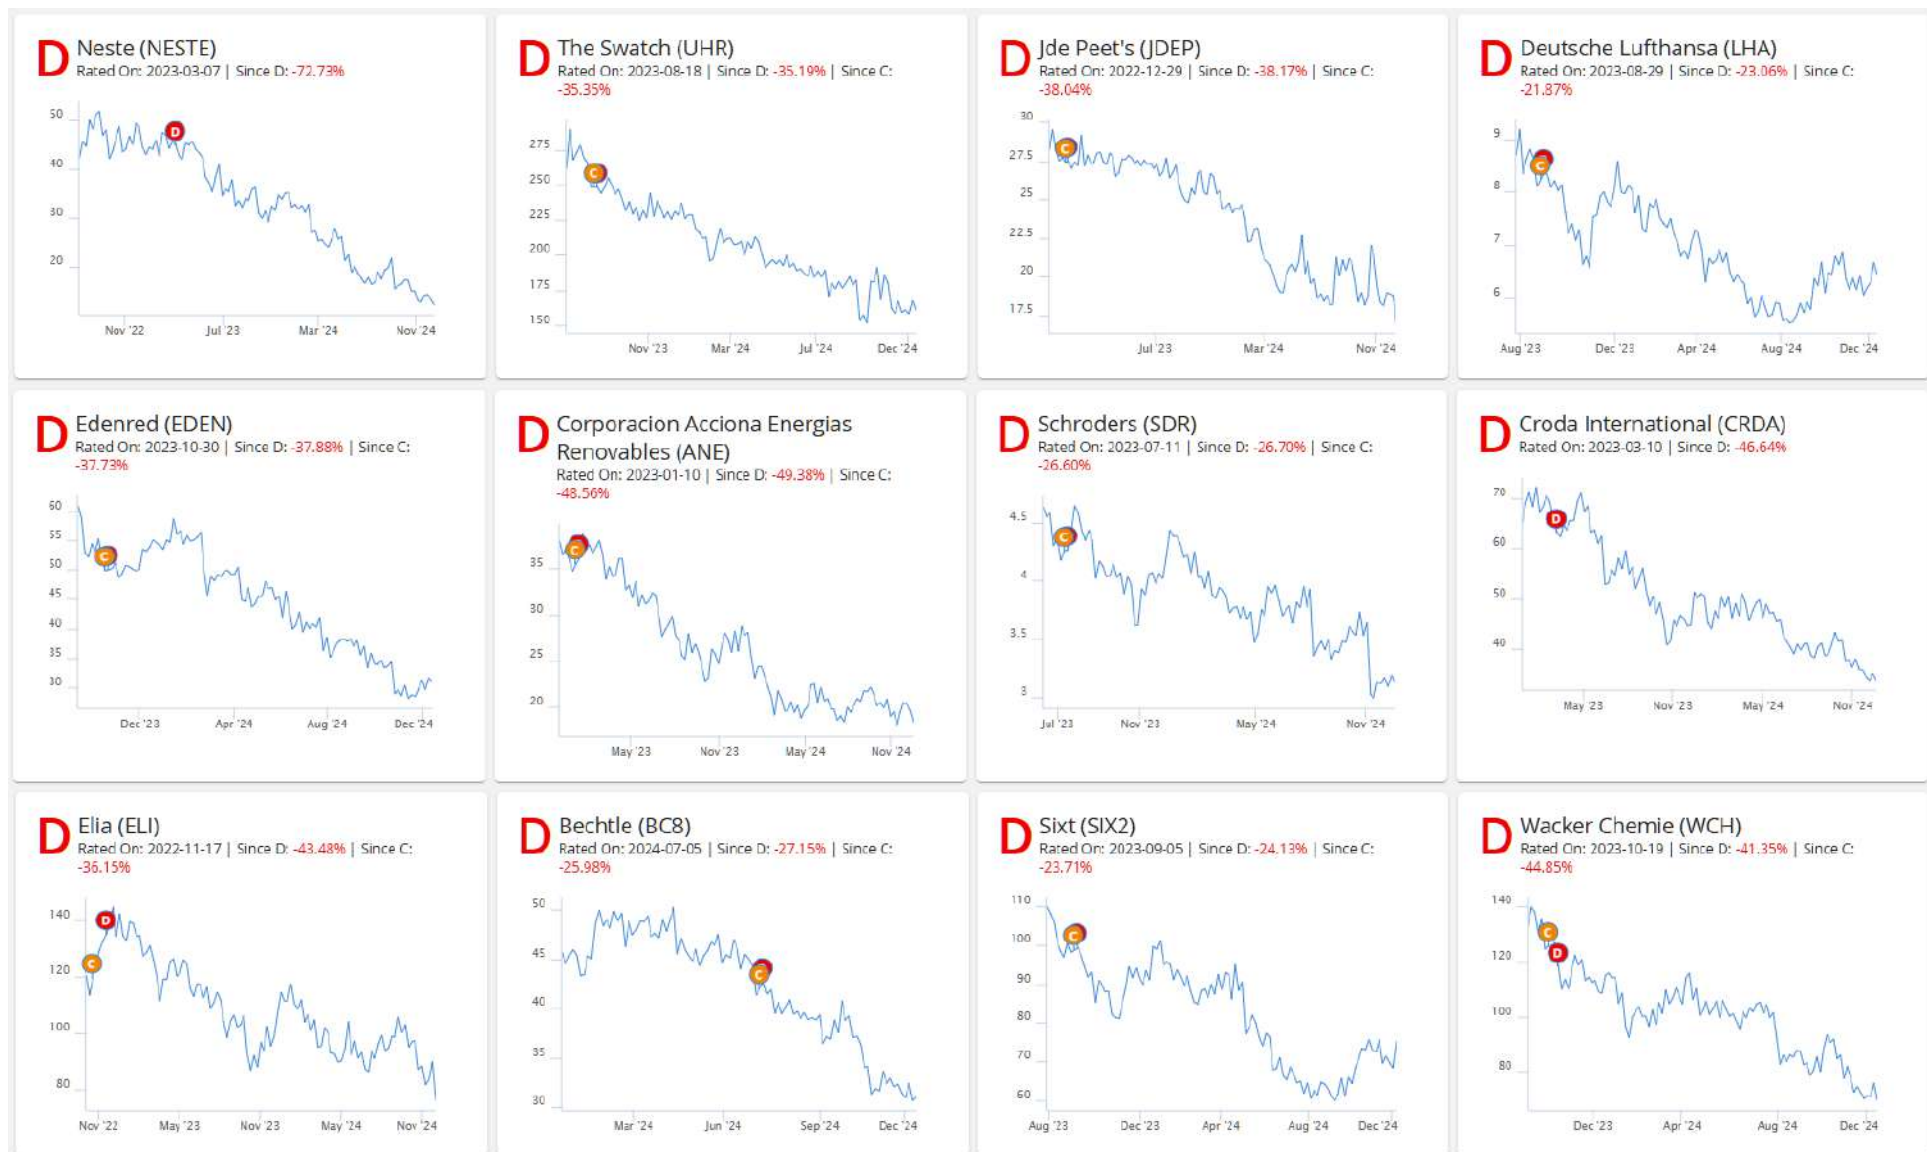 D Neste (NESTE)
Rated On: 2023-03-07 | Since D: -72.73%
50
40
30
20
D
Nov '22 Jul '23 Mar '24 Nov '24
D The Swatch (UHR)
Rated On: 2023-08-18 | Since D: -35.19% | Since C:
-35.35%
275
250
225
200
175
150
C
Nov '23 Mar '24 Jul '24 Dec '24
D Jde Peet's (JDEP)
Rated On: 2022-12-29 | Since D: -38.17% | Since C:
-38.04%
30
27.5
25
22.5
20
17.5
C
Jul '23 Mar '24 Nov '24
D Deutsche Lufthansa (LHA)
Rated On: 2023-08-29 | Since D: -23.06% | Since C:
-21.87%
9
8
7
6
C
Aug '23 Dec '23 Apr '24 Aug '24 Dec '24
D Edenred (EDEN)
Rated On: 2023-10-30 | Since D: -37.88% | Since C:
-37.73%
60
55
50
45
40
35
30
C
Dec '23 Apr '24 Aug '24 Dec '24
D Corporacion Acciona Energias
Renovables (ANE)
Rated On: 2023-01-10 | Since D: -49.38% | Since C:
-48.56%
35
30
25
20
C
May '23 Nov '23 May '24 Nov '24
D Schroders (SDR)
Rated On: 2023-07-11 | Since D: -26.70% | Since C:
-26.60%
4.5
4
3.5
3
C
Jul '23 Nov '23 May '24 Nov '24
D Croda International (CRDA)
Rated On: 2023-03-10 | Since D: -46.64%
70
60
50
40
D
May '23 Nov '23 May '24 Nov '24
D Elia (ELI)
Rated On: 2022-11-17 | Since D: -43.48% | Since C:
-36.15%
140
120
100
80
D
C
Nov '22 May '23 Nov '23 May '24 Nov '24
D Bechtle (BC8)
Rated On: 2024-07-05 | Since D: -27.15% | Since C:
-25.98%
50
45
40
35
30
C
Mar '24 Jun '24 Sep '24 Dec '24
D Sixt (SIX2)
Rated On: 2023-09-05 | Since D: -24.13% | Since C:
-23.71%
110
100
90
80
70
60
C
Aug '23 Dec '23 Apr '24 Aug '24 Dec '24
D Wacker Chemie (WCH)
Rated On: 2023-10-19 | Since D: -41.35% | Since C:
-44.85%
140
120
100
80
C
D
Dec '23 Apr '24 Aug '24 Dec '24